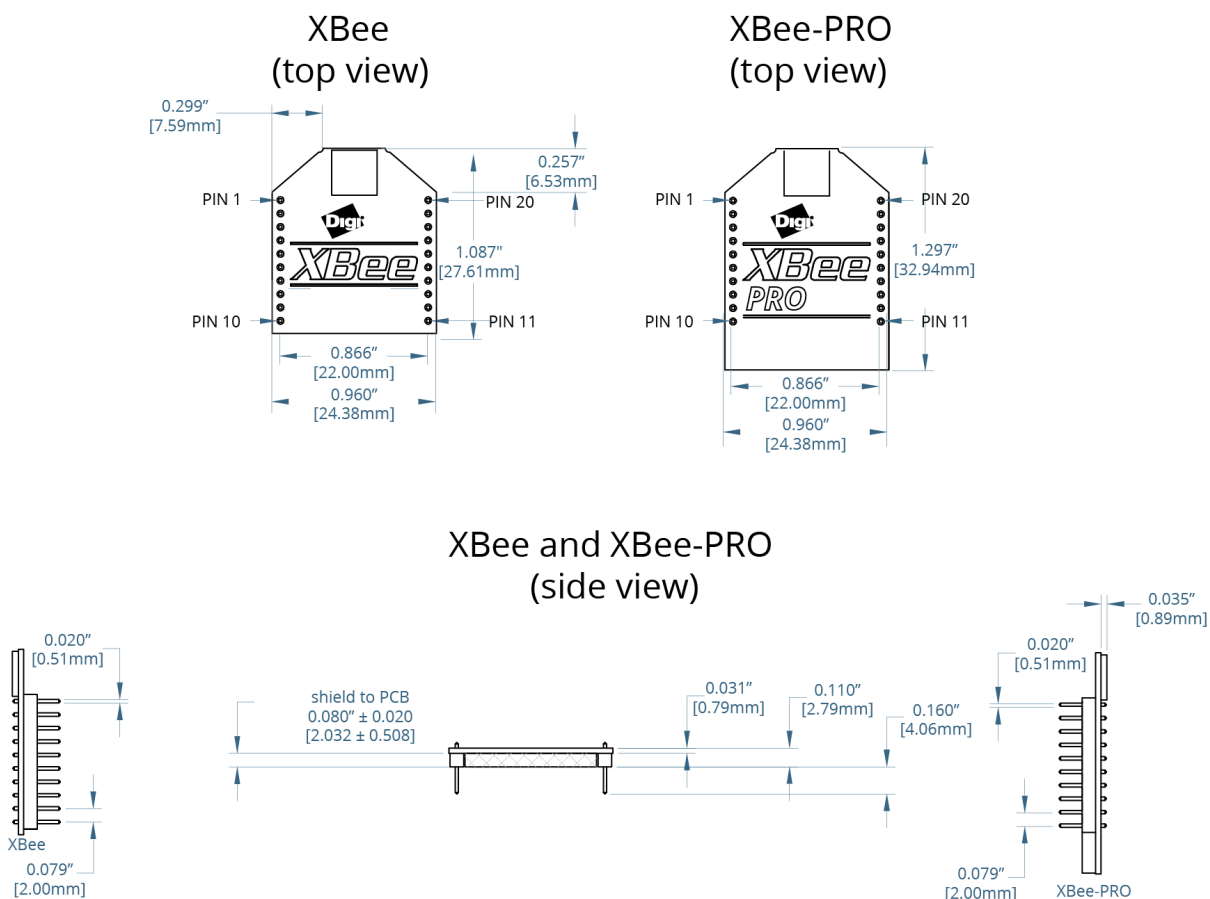 XBee
(top view)
XBee-PRO
(top view)
0.299”
[7.59mm]
0.257”
[6.53mm]
PIN 1
PIN 20
Digi
XBee
1.087"
[27.61mm]
PIN 10
PIN 11
0.866”
[22.00mm]
0.960”
[24.38mm]
PIN 1
PIN 20
Digi
XBee
PRO
1.297”
[32.94mm]
PIN 10
PIN 11
0.866”
[22.00mm]
0.960”
[24.38mm]
XBee and XBee-PRO
(side view)
0.020”
[0.51mm]
XBee
0.079”
[2.00mm]
shield to PCB
0.080” ± 0.020
[2.032 ± 0.508]
0.031”
[0.79mm]
0.110”
[2.79mm]
0.160”
[4.06mm]
0.035”
[0.89mm]
0.020”
[0.51mm]
0.079”
[2.00mm]
XBee-PRO